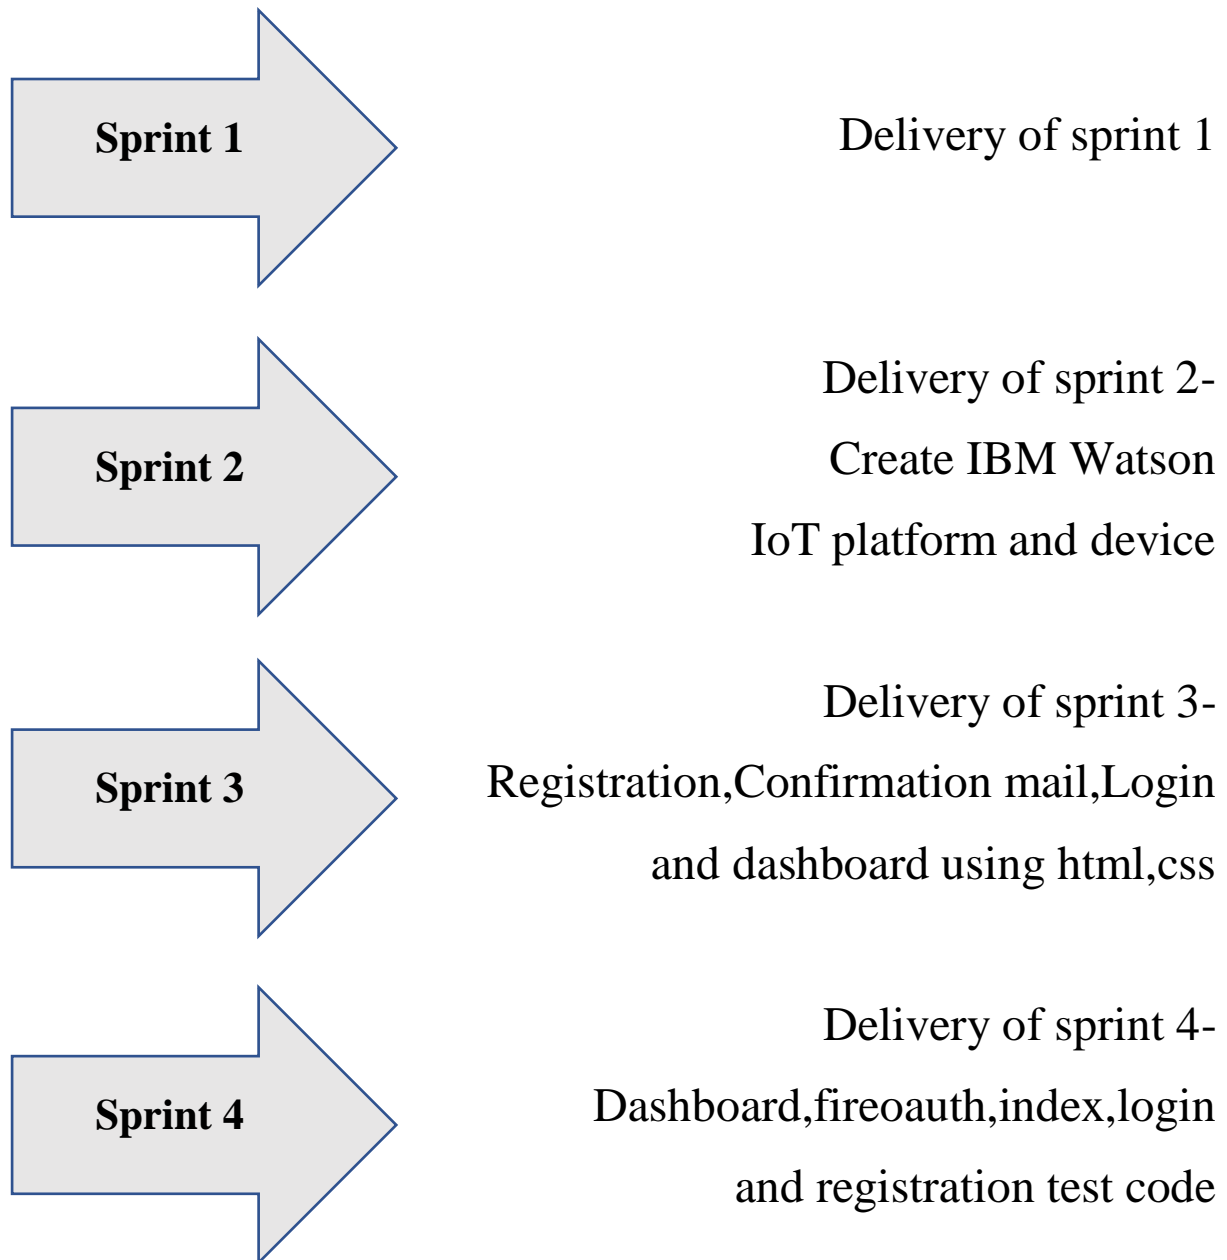 Sprint 1
Delivery of sprint 1
Sprint 2
Delivery of sprint 2-
Create IBM Watson
IoT platform and device
Sprint 3
Delivery of sprint 3-
Registration,Confirmation mail,Login
and dashboard using html,css
Sprint 4
Delivery of sprint 4-
Dashboard,fireoauth,index,login
and registration test code